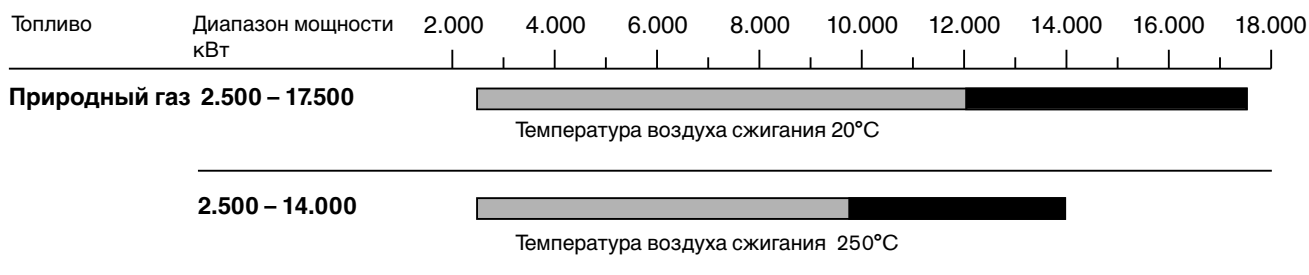 Топливо Диапазон мощности 2.000 4.000 6.000 8.000 10.000 12.000 14.000 16.000 18.000
кВт
Природный газ 2.500 – 17.500
Температура воздуха сжигания 20°C
2.500 – 14.000
Температура воздуха сжигания 250°C